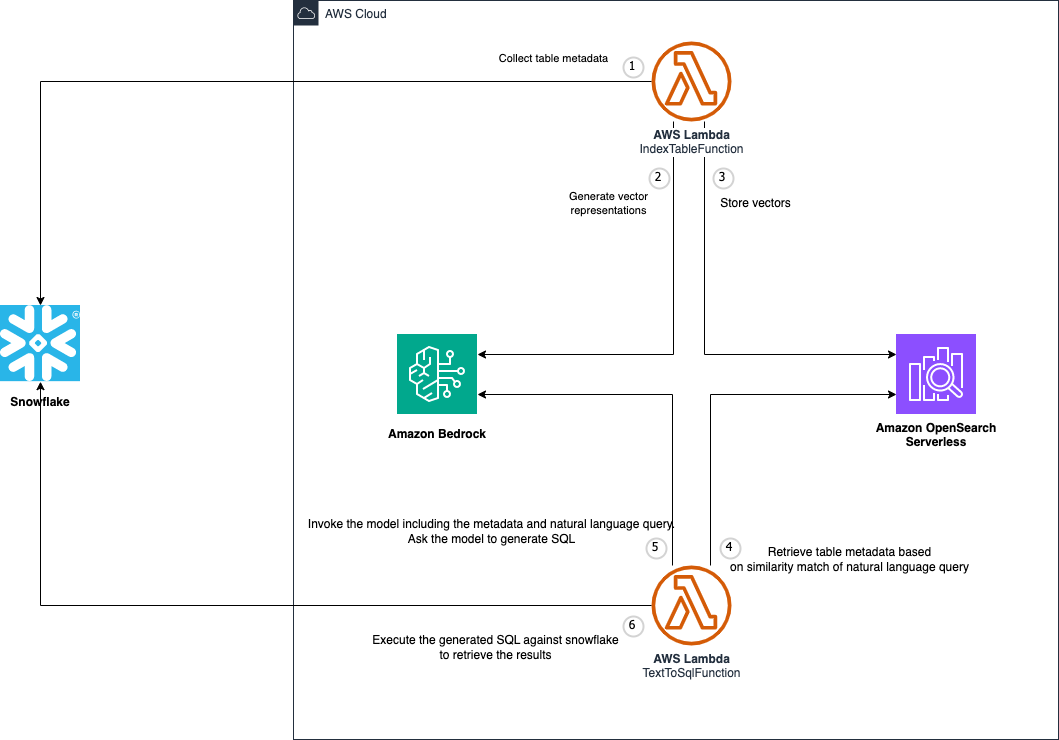 AWS Cloud
Collect table metadata
1
AWS Lambda
IndexTableFunction
2
3
Generate vector
representations
Store vectors
®
Snowflake
Amazon Bedrock
Amazon OpenSearch
Serverless
Invoke the model including the metadata and natural language query.
Ask the model to generate SQL
5
4
Retrieve table metadata based
on similarity match of natural language query
6
Execute the generated SQL against snowflake
to retrieve the results
AWS Lambda
TextToSqlFunction